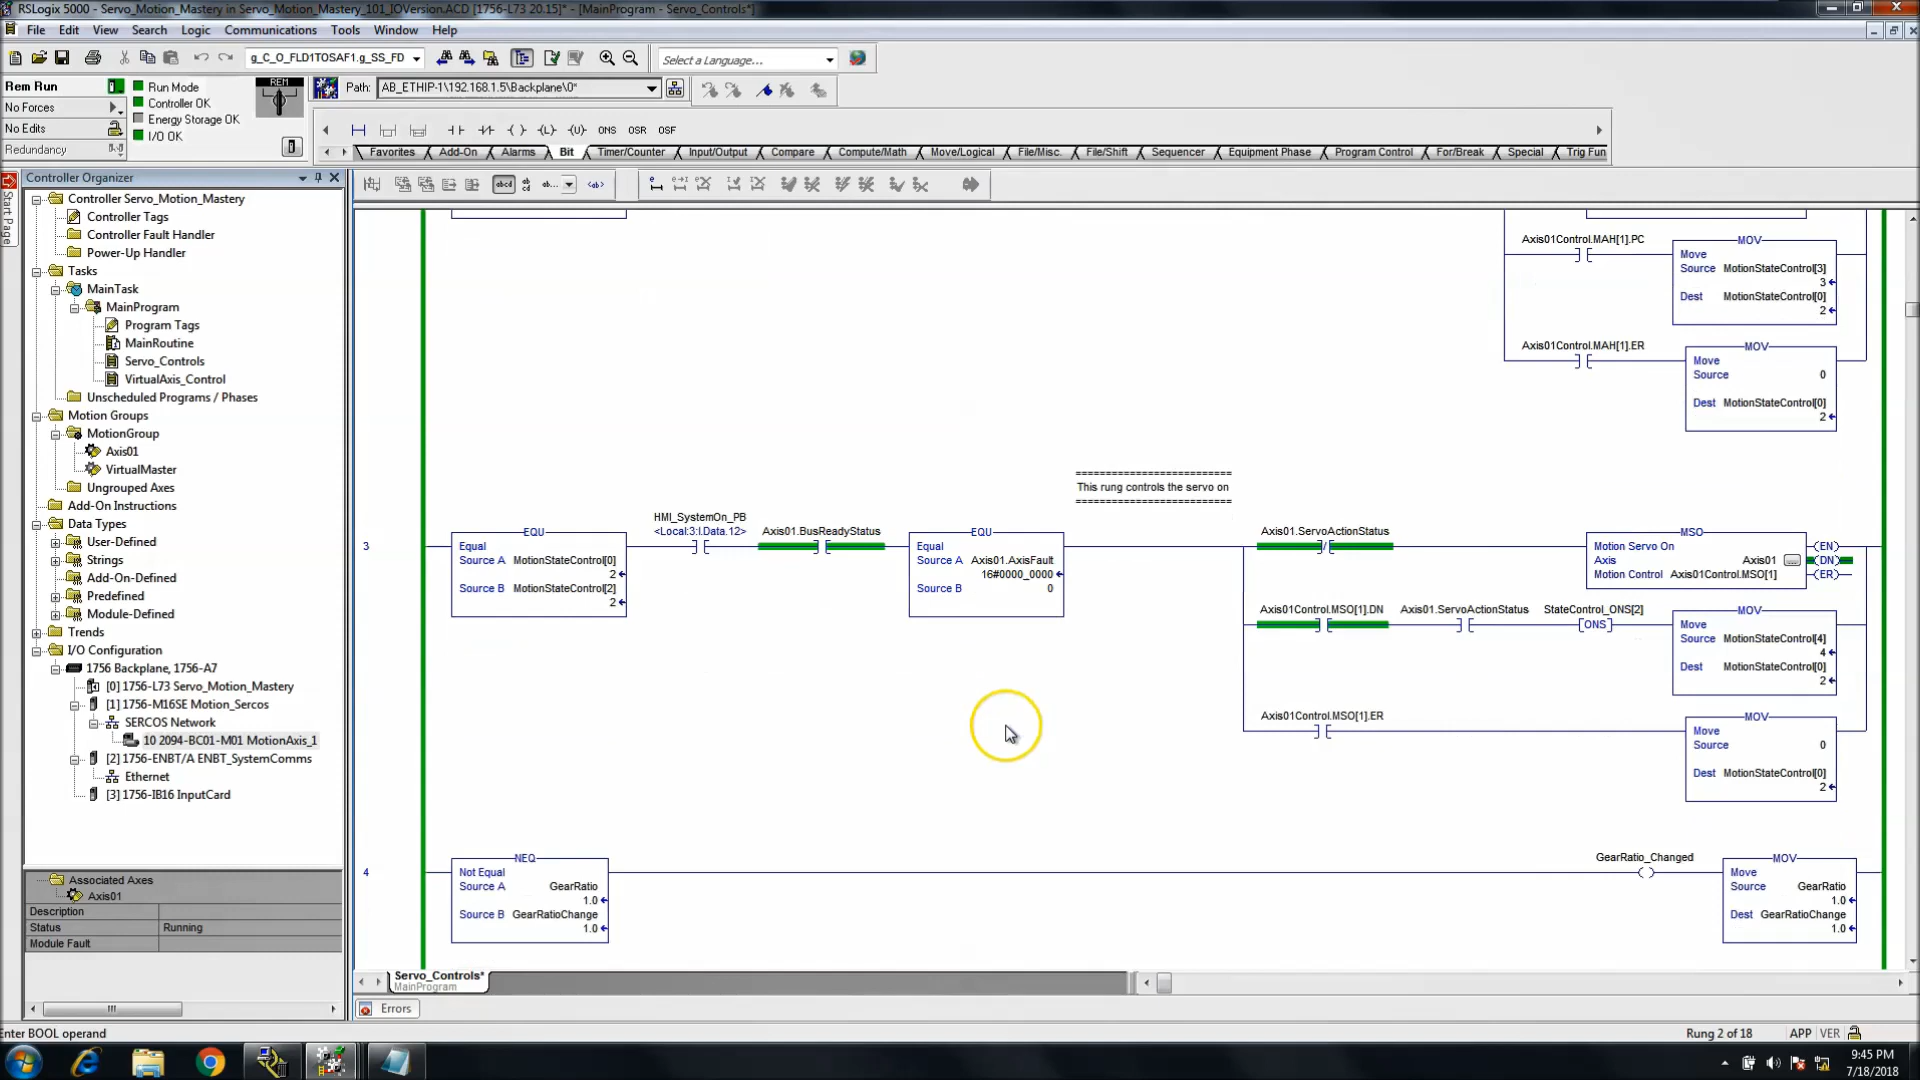 RSLogix 5000 - Servo_Motion_Mastery in Servo_Motion_Mastery_101_IOVersion.ACD [1756-L73 20.15]* - [MainProgram - Servo_Controls*]
File Edit View Search Logic Communications Tools Window Help
g_C_O_FLD1TOSAF1.g_SS_FD
Select a Language...
Rem Run
No Forces
No Edits
Redundancy
Run Mode
Controller OK
Energy Storage OK
I/O OK
REM
Path: AB_ETHIP-1\192.168.1.5\Backplane\0*
ONS OSR OSF
Favorites Add-On Alarms Bit Timer/Counter Input/Output Compare Compute/Math Move/Logical File/Misc. File/Shift Sequencer Equipment Phase Program Control For/Break Special Trig Fun
Start Page
Controller Organizer
Controller Servo_Motion_Mastery
Controller Tags
Controller Fault Handler
Power-Up Handler
Tasks
MainTask
MainProgram
Program Tags
MainRoutine
Servo_Controls
VirtualAxis_Control
Unscheduled Programs / Phases
Motion Groups
MotionGroup
Axis01
VirtualMaster
Ungrouped Axes
Add-On Instructions
Data Types
User-Defined
Strings
Add-On-Defined
Predefined
Module-Defined
Trends
I/O Configuration
1756 Backplane, 1756-A7
[0] 1756-L73 Servo_Motion_Mastery
[1] 1756-M16SE Motion_Sercos
SERCOS Network
10 2094-BC01-M01 MotionAxis_1
[2] 1756-ENBT/A ENBT_SystemComms
Ethernet
[3] 1756-IB16 InputCard
Associated Axes
Axis01
Description
Status Running
Module Fault
abcd
ab
cd
ab...
<ab>
Axis01Control.MAH[1].PC
MOV
Move
Source MotionStateControl[3]
3
Dest MotionStateControl[0]
2
Axis01Control.MAH[1].ER
MOV
Move
Source 0
Dest MotionStateControl[0]
2
==========================
This rung controls the servo on
==========================
3
EQU
Equal
Source A MotionStateControl[0]
2
Source B MotionStateControl[2]
2
HMI_SystemOn_PB
<Local:3:I.Data.12>
Axis01.BusReadyStatus
EQU
Equal
Source A Axis01.AxisFault
16#0000_0000
Source B 0
Axis01.ServoActionStatus
MSO
Motion Servo On
Axis Axis01 ...
Motion Control Axis01Control.MSO[1]
EN
DN
ER
Axis01Control.MSO[1].DN
Axis01.ServoActionStatus
StateControl_ONS[2]
ONS
MOV
Move
Source MotionStateControl[4]
4
Dest MotionStateControl[0]
2
Axis01Control.MSO[1].ER
MOV
Move
Source 0
Dest MotionStateControl[0]
2
4
NEQ
Not Equal
Source A GearRatio
1.0
Source B GearRatioChange
1.0
GearRatio_Changed
MOV
Move
Source GearRatio
1.0
Dest GearRatioChange
1.0
Servo_Controls*
MainProgram
Errors
Enter BOOL operand
Rung 2 of 18 APP VER
9:45 PM
7/18/2018